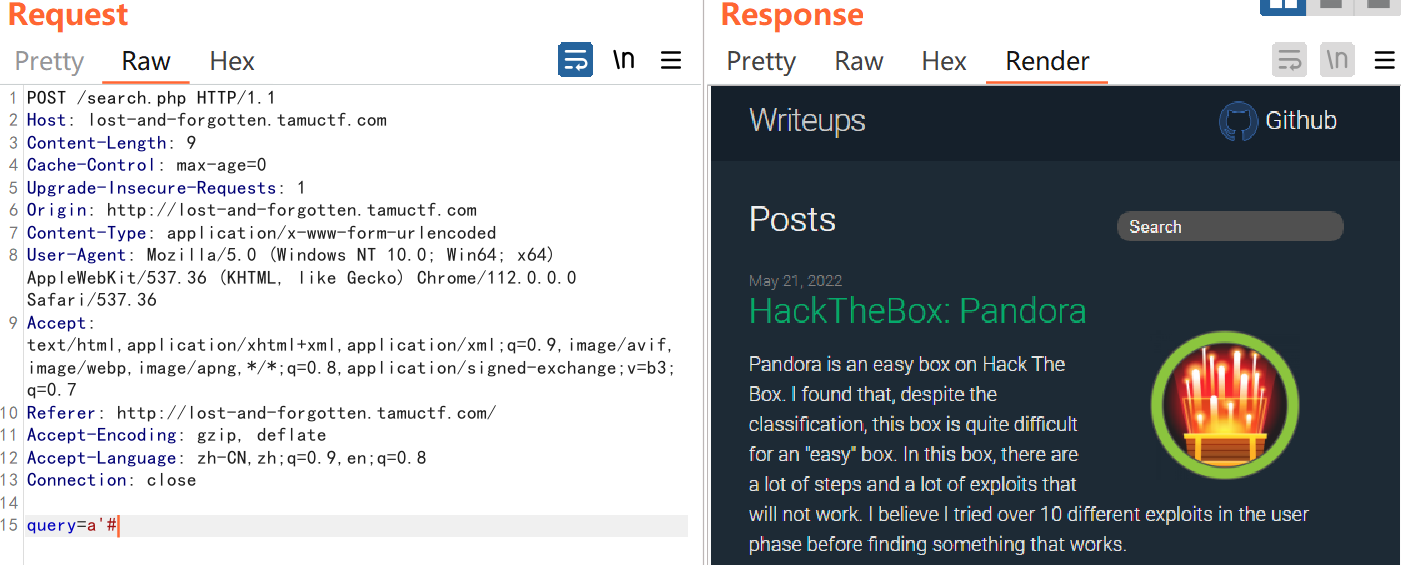 Request
Pretty Raw Hex \n
1 POST /search.php HTTP/1.1
2 Host: lost-and-forgotten.tamuctf.com
3 Content-Length: 9
4 Cache-Control: max-age=0
5 Upgrade-Insecure-Requests: 1
6 Origin: http://lost-and-forgotten.tamuctf.com
7 Content-Type: application/x-www-form-urlencoded
8 User-Agent: Mozilla/5.0 (Windows NT 10.0; Win64; x64)
AppleWebKit/537.36 (KHTML, like Gecko) Chrome/112.0.0.0
Safari/537.36
9 Accept:
text/html,application/xhtml+xml,application/xml;q=0.9,image/avif,
image/webp,image/apng,*/*;q=0.8,application/signed-exchange;v=b3;
q=0.7
10 Referer: http://lost-and-forgotten.tamuctf.com/
11 Accept-Encoding: gzip, deflate
12 Accept-Language: zh-CN,zh;q=0.9,en;q=0.8
13 Connection: close
14
15 query=a'#
Response
Pretty Raw Hex Render \n
Writeups Github
Posts Search
May 21, 2022
HackTheBox: Pandora
Pandora is an easy box on Hack The
Box. I found that, despite the
classification, this box is quite difficult
for an "easy" box. In this box, there are
a lot of steps and a lot of exploits that
will not work. I believe I tried over 10 different exploits in the user
phase before finding something that works.